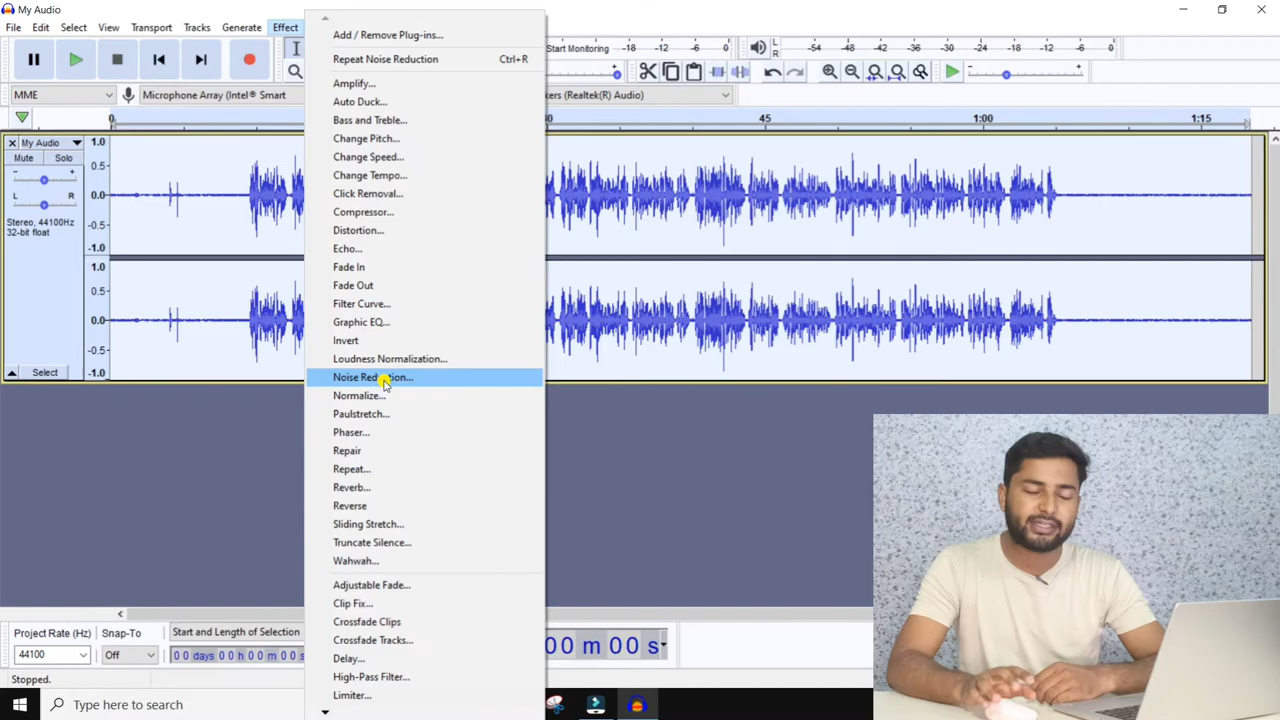 My Audio
File Edit Select View Transport Tracks Generate Effect
Add / Remove Plug-ins...
Repeat Noise Reduction Ctrl+R
Amplify...
Auto Duck...
Bass and Treble...
Change Pitch...
Change Speed...
Change Tempo...
Click Removal...
Compressor...
Distortion...
Echo...
Fade In
Fade Out
Filter Curve...
Graphic EQ...
Invert
Loudness Normalization...
Noise Reduction...
Normalize...
Paulstretch...
Phaser...
Repair
Repeat...
Reverb...
Reverse
Sliding Stretch...
Truncate Silence...
Wahwah...
Adjustable Fade...
Clip Fix...
Crossfade Clips
Crossfade Tracks...
Delay...
High-Pass Filter...
Limiter...
Start Monitoring -18 -12 -6 0
L
R
-54 -48 -42 -36 -30 -24 -18 -12 -6 0
MME Microphone Array (Intel® Smart
kers (Realtek(R) Audio)
0 30 45 1:00 1:15
My Audio
Mute Solo
- +
L R
Stereo, 44100Hz
32-bit float
Select
1.0
0.5
0.0
-0.5
-1.0
1.0
0.5
0.0
-0.5
-1.0
Project Rate (Hz) Snap-To Start and Length of Selection
44100 Off 00 days 00 h 00 m 00 s
00 m 00 s
Stopped.
Type here to search